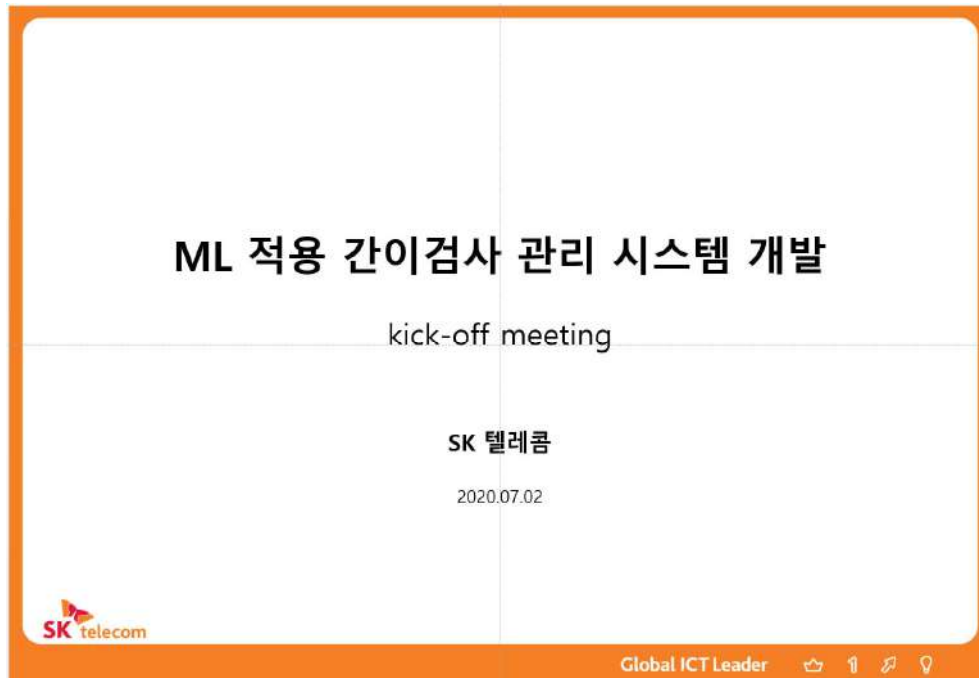 ML 적용 간이검사 관리 시스템 개발
kick-off meeting
SK 텔레콤
2020.07.02
SK telecom
Global ICT Leader